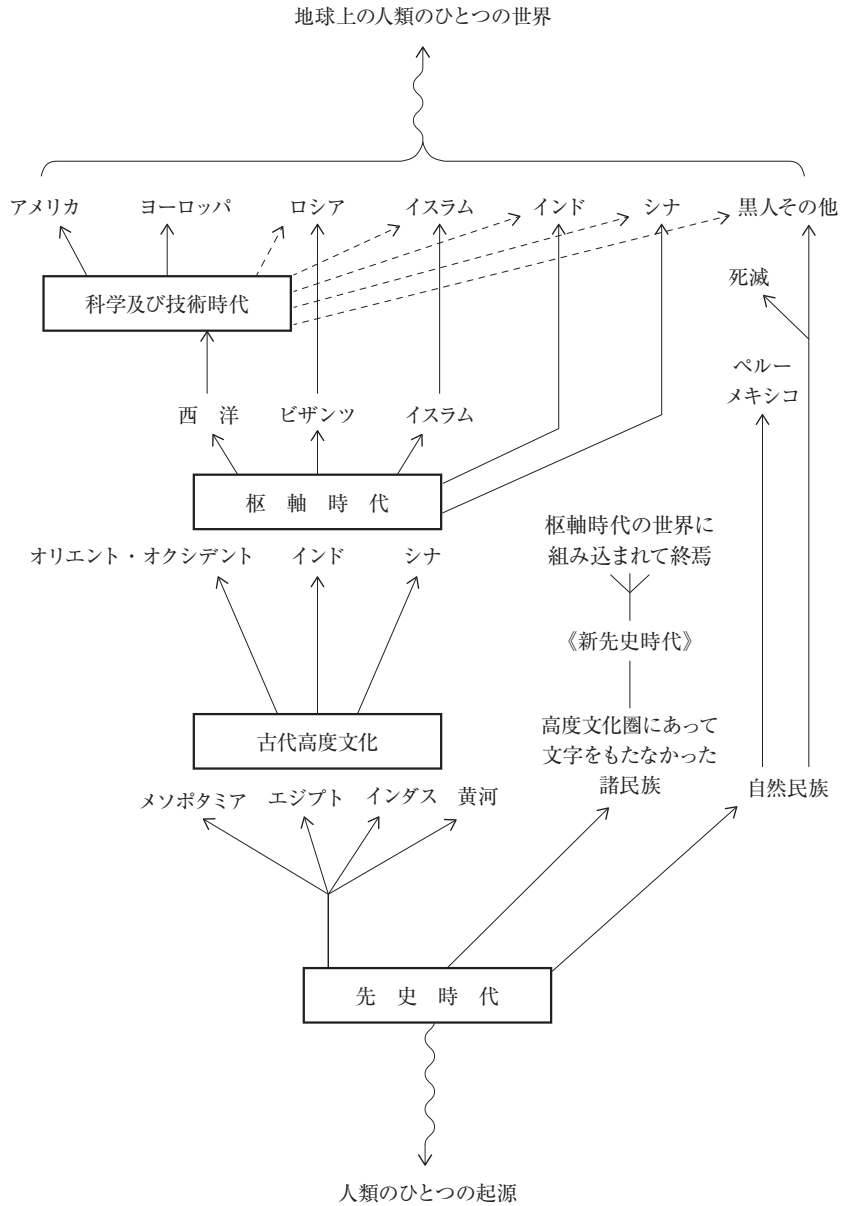 地球上の人類のひとつの世界
アメリカ
ヨーロッパ
ロシア
イスラム
インド
シナ
黒人その他
科学及び技術時代
死滅
ペルー
メキシコ
西　洋
ビザンツ
イスラム
枢　軸　時　代
枢軸時代の世界に
組み込まれて終焉
オリエント・オクシデント
インド
シナ
《新先史時代》
古代高度文化
高度文化圏にあって
文字をもたなかった
諸民族
メソポタミア
エジプト
インダス
黄河
自然民族
先　史　時　代
人類のひとつの起源